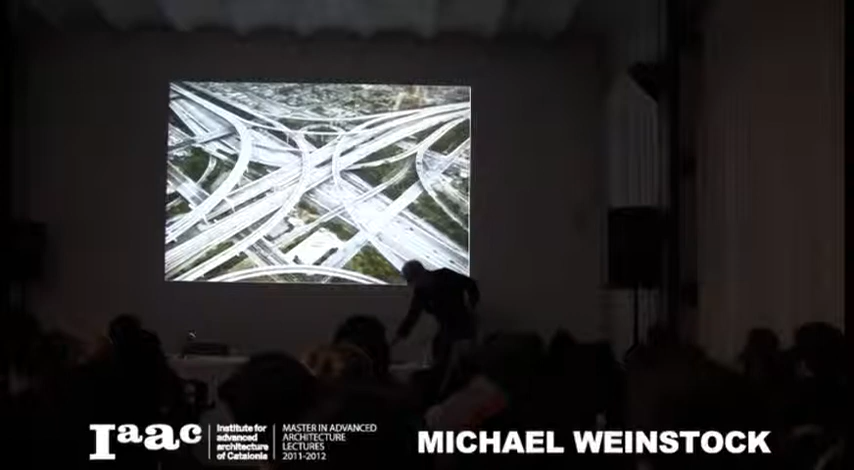 Iaac
Institute for
advanced
architecture
of Catalonia
MASTER IN ADVANCED
ARCHITECTURE
LECTURES
2011-2012
MICHAEL WEINSTOCK